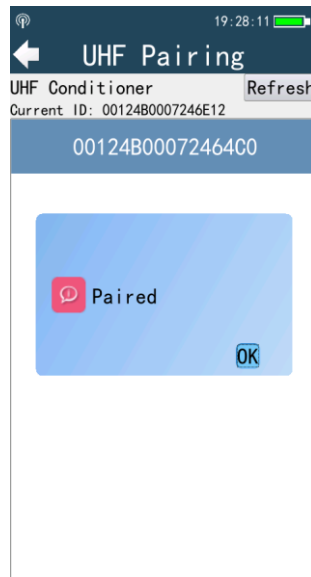 19:28:11
UHF Pairing
UHF Conditioner Refresh
Current ID: 00124B0007246E12
00124B00072464C0
Paired
OK